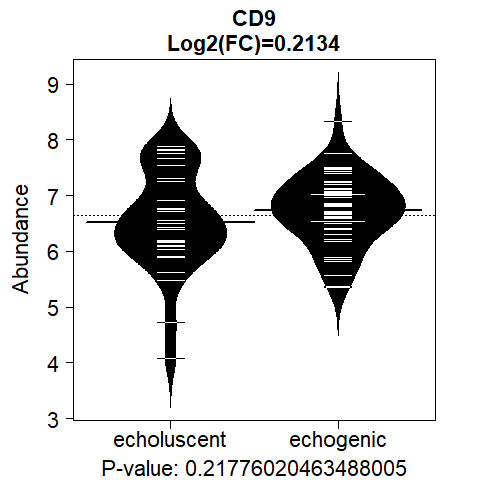 CD9
Log2(FC)=0.2134
9
8
7
6
5
4
3
Abundance
echoluscent echogenic
P-value: 0.21776020463488005